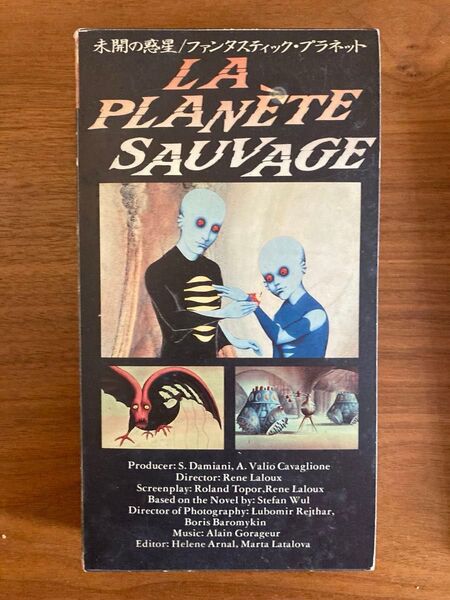 未開の惑星/ファンタスティック・プラネット
LA
PLANÈTE
SAUVAGE
Producer: S. Damiani, A. Valio Cavaglione
Director: Rene Laloux
Screenplay: Roland Topor,Rene Laloux
Based on the Novel by: Stefan Wul
Director of Photography: Lubomir Rejthar,
Boris Baromykin
Music: Alain Gorageur
Editor: Helene Arnal, Marta Latalova